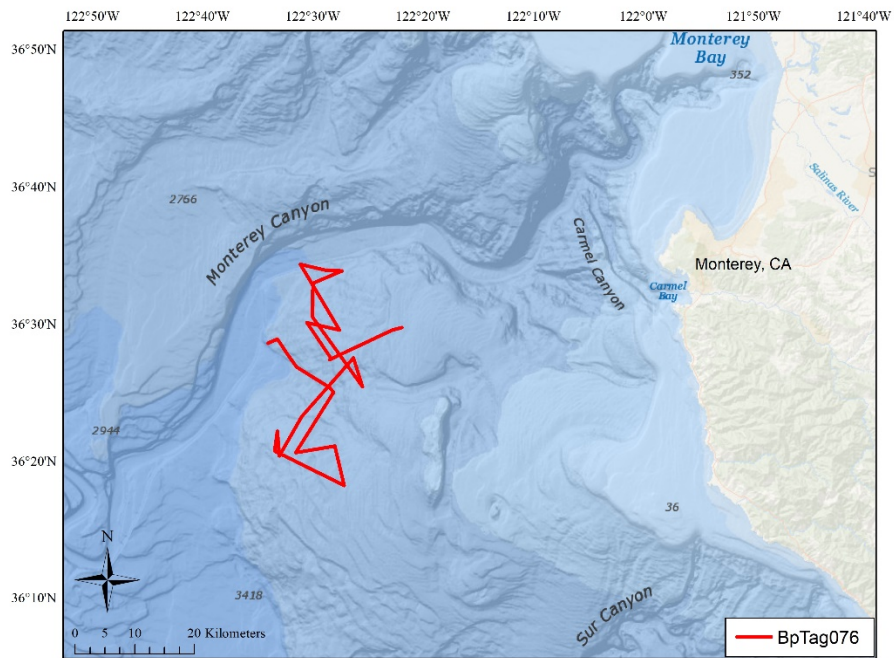 122°50'W 122°40'W 122°30'W 122°20'W 122°10'W 122°0'W 121°50'W 121°40'W
36°50'N
36°40'N
36°30'N
36°20'N
36°10'N
Monterey
Bay
352
Salinas River
S
2766
Monterey Canyon
Carmel Canyon
Monterey, CA
Carmel
Bay
2944
36
N
3418
Sur Canyon
0 5 10 20 Kilometers
BpTag076